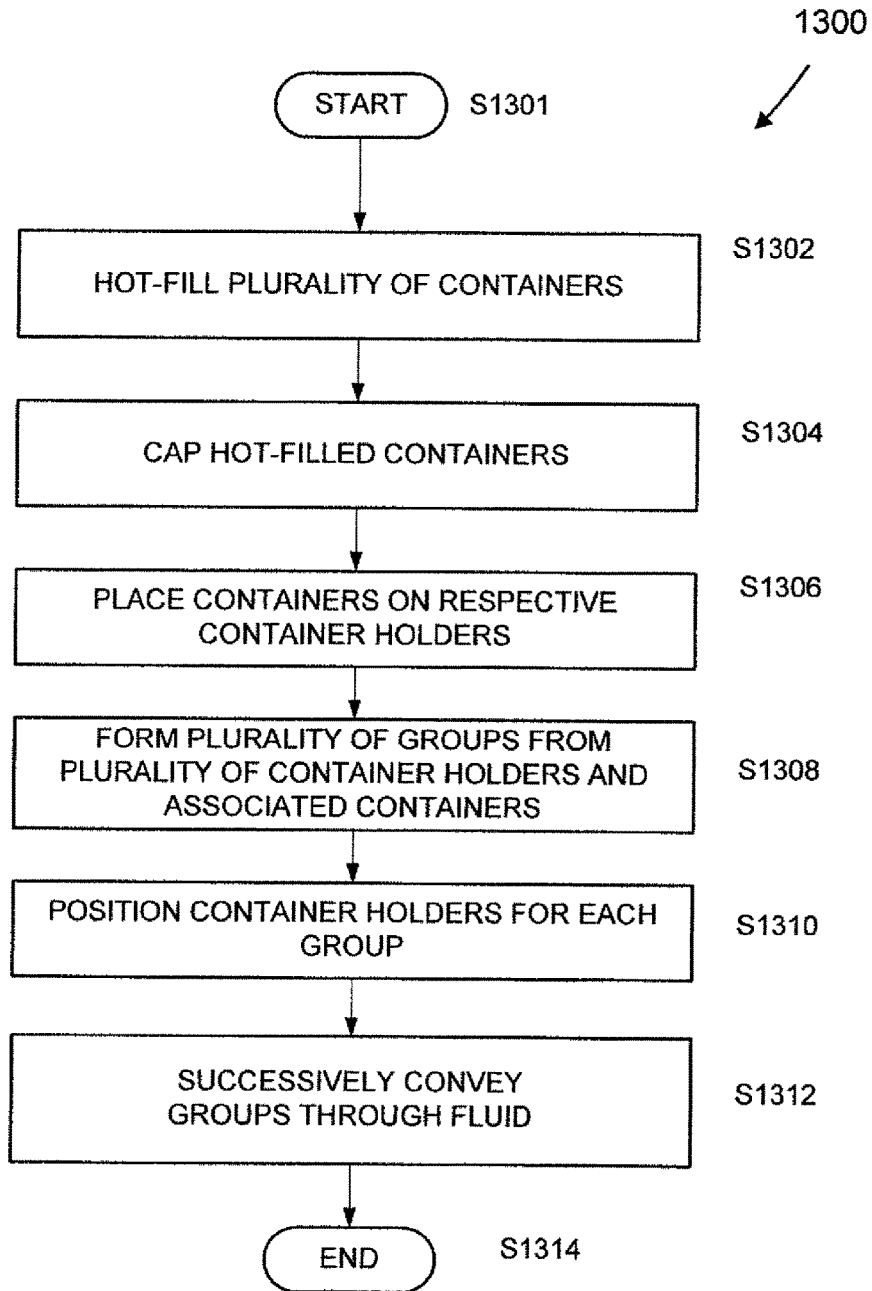 1300
START S1301
S1302
HOT-FILL PLURALITY OF CONTAINERS
S1304
CAP HOT-FILLED CONTAINERS
S1306
PLACE CONTAINERS ON RESPECTIVE
CONTAINER HOLDERS
FORM PLURALITY OF GROUPS FROM
PLURALITY OF CONTAINER HOLDERS AND
ASSOCIATED CONTAINERS
S1308
POSITION CONTAINER HOLDERS FOR EACH
GROUP
S1310
SUCCESSIVELY CONVEY
GROUPS THROUGH FLUID
S1312
END S1314